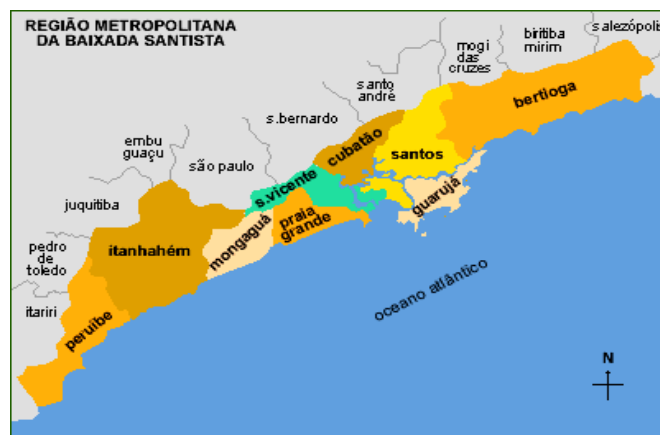 REGIÃO METROPOLITANA
DA BAIXADA SANTISTA
salezópolis
biritiba
mirim
mogi
das
cruzes
santo
andré
s.bernardo
embu
guaçu
são paulo
juquitiba
pedro
de
toledo
itariri
bertioga
cubatão
santos
guarujá
s.vicente
praia
grande
mongaguá
itanhahém
peruíbe
oceano atlântico
N